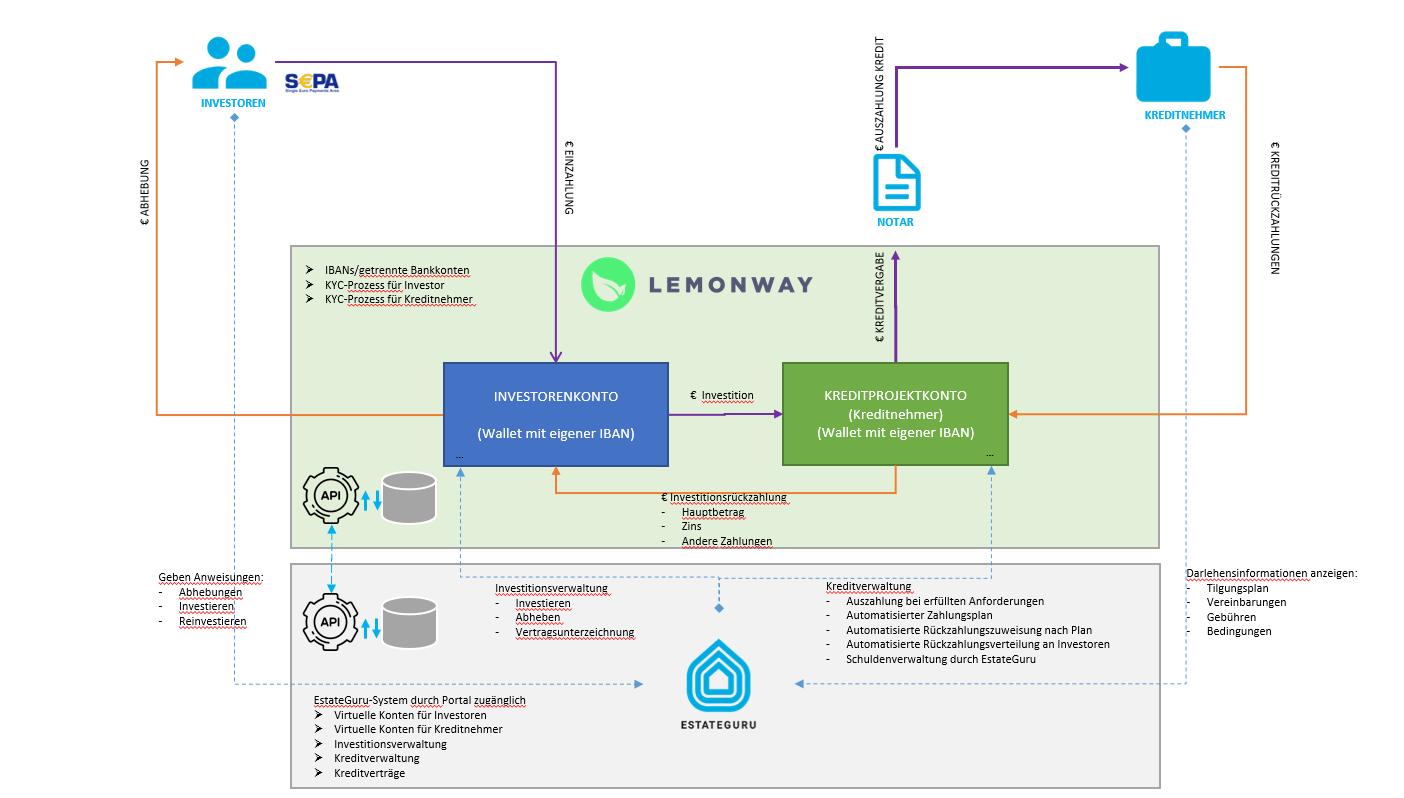 INVESTOREN
S€PA
Single Euro Payments Area
€ EINZAHLUNG
€ ABHEBUNG
€ AUSZAHLUNG KREDIT
NOTAR
KREDITNEHMER
€ KREDITRÜCKZAHLUNGEN
IBANs/getrennte Bankkonten
KYC-Prozess für Investor
KYC-Prozess für Kreditnehmer
LEMONWAY
€ KREDITVERGABE
INVESTORENKONTO
(Wallet mit eigener IBAN)
...
€ Investition
KREDITPROJEKTKONTO
(Kreditnehmer)
(Wallet mit eigener IBAN)
...
API
€ Investitionsrückzahlung
- Hauptbetrag
- Zins
- Andere Zahlungen
Geben Anweisungen:
- Abhebungen
- Investieren
- Reinvestieren
API
Investitionsverwaltung
- Investieren
- Abheben
- Vertragsunterzeichnung
Kreditverwaltung
- Auszahlung bei erfüllten Anforderungen
- Automatisierter Zahlungsplan
- Automatisierte Rückzahlungszuweisung nach Plan
- Automatisierte Rückzahlungsverteilung an Investoren
- Schuldenverwaltung durch EstateGuru
Darlehensinformationen anzeigen:
- Tilgungsplan
- Vereinbarungen
- Gebühren
- Bedingungen
ESTATEGURU
EstateGuru-System durch Portal zugänglich
Virtuelle Konten für Investoren
Virtuelle Konten für Kreditnehmer
Investitionsverwaltung
Kreditverwaltung
Kreditverträge